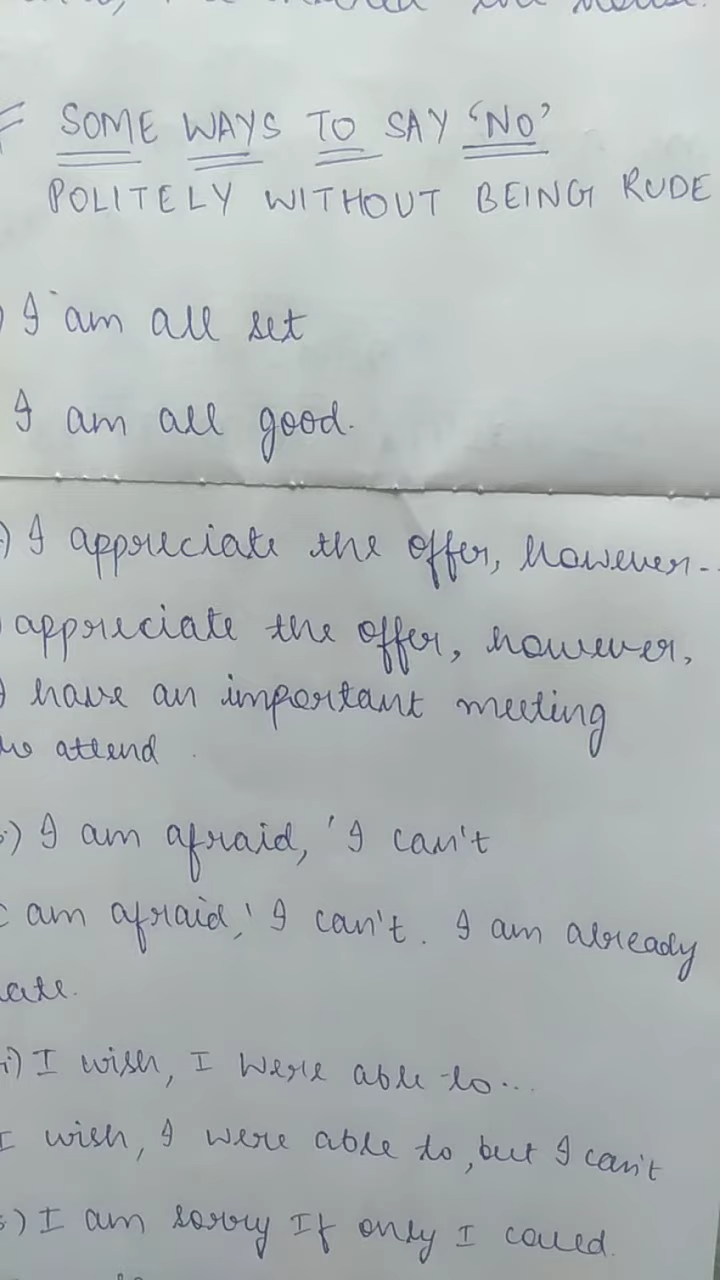 SOME WAYS TO SAY 'NO'
POLITELY WITHOUT BEING RUDE
) I am all set
I am all good.
) I appreciate the offer, however..
appreciate the offer, however,
I have an important meeting
to attend
) I am afraid, 'I can't
I am afraid,' I can't. I am already
late.
i) I wish, I were able to...
I wish, I were able to, but I can't
) I am sorry If only I could.